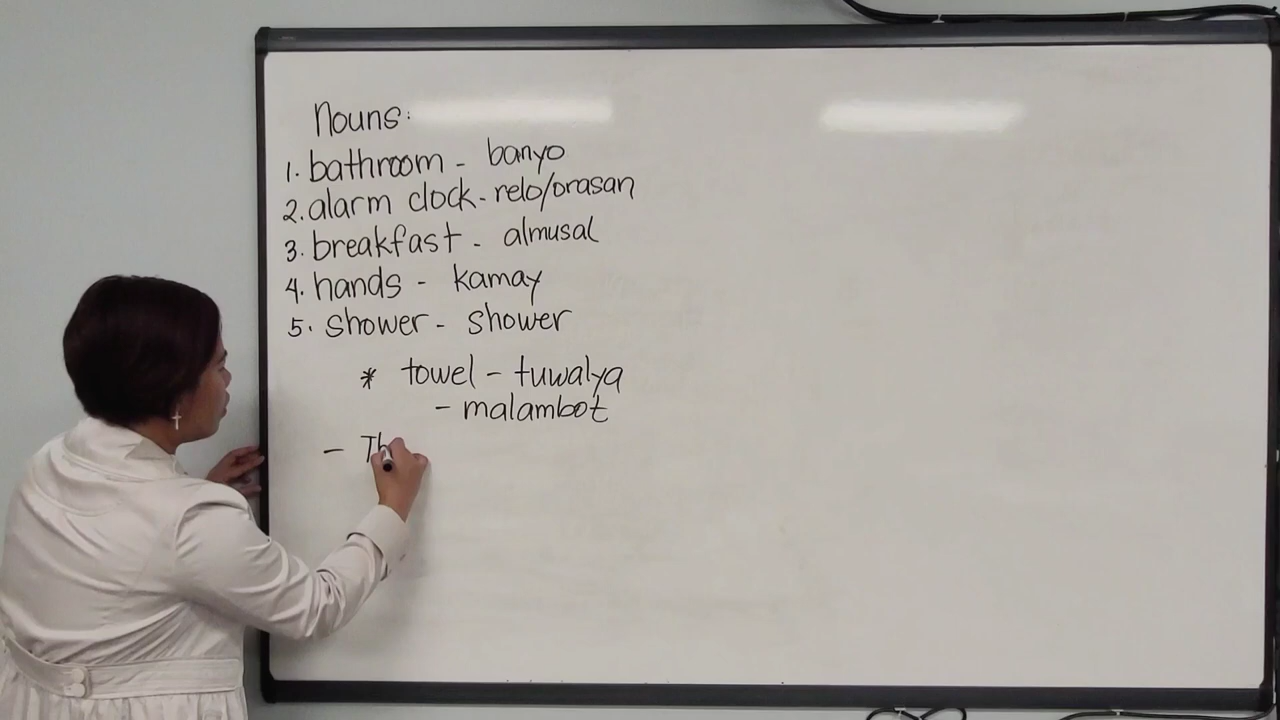 Nouns:
1. bathroom - banyo
2. alarm clock - relo/orasan
3. breakfast - almusal
4. hands - kamay
5. shower - shower
* towel - tuwalya
- malambot
- Th